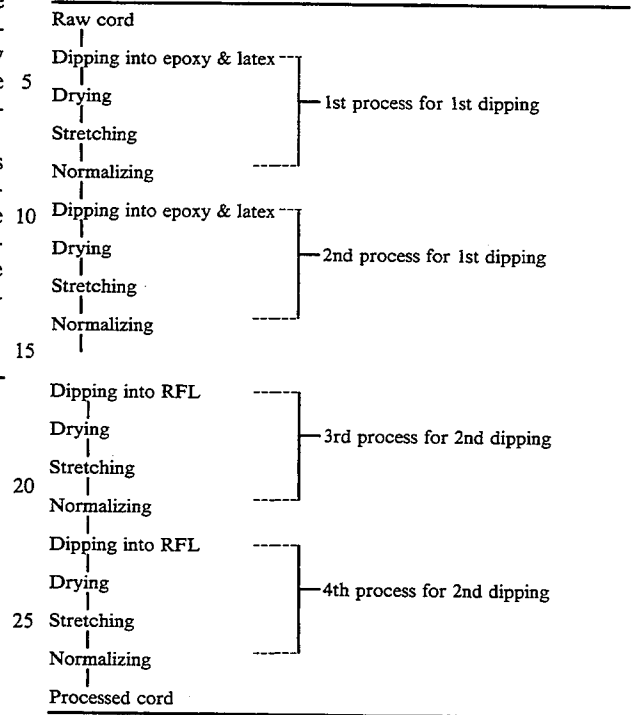 Raw cord
Dipping into epoxy & latex
5
Drying
1st process for 1st dipping
Stretching
Normalizing
10 Dipping into epoxy & latex
Drying
2nd process for 1st dipping
Stretching
Normalizing
15
Dipping into RFL
Drying
3rd process for 2nd dipping
Stretching
20
Normalizing
Dipping into RFL
Drying
4th process for 2nd dipping
25 Stretching
Normalizing
Processed cord